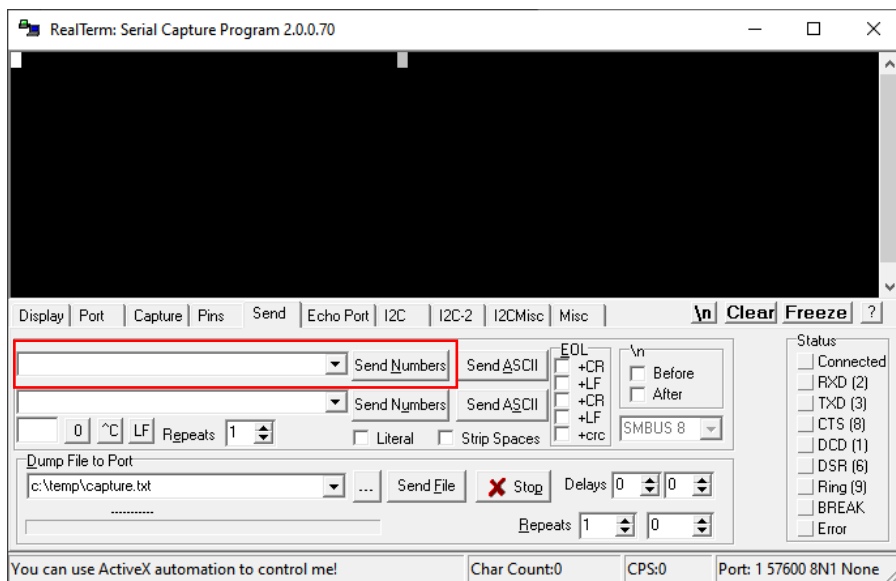 RealTerm: Serial Capture Program 2.0.0.70
Display Port Capture Pins Send Echo Port I2C I2C-2 I2CMisc Misc \n Clear Freeze ?
Send Numbers Send ASCII
Send Numbers Send ASCII
0 ^C LF Repeats 1
Literal Strip Spaces
EOL
+CR
+LF
+CR
+LF
+crc
\n
Before
After
SMBUS 8
Dump File to Port
c:\temp\capture.txt ... Send File Stop Delays 0 0
Repeats 1 0
Status
Connected
RXD (2)
TXD (3)
CTS (8)
DCD (1)
DSR (6)
Ring (9)
BREAK
Error
You can use ActiveX automation to control me! Char Count:0 CPS:0 Port: 1 57600 8N1 None